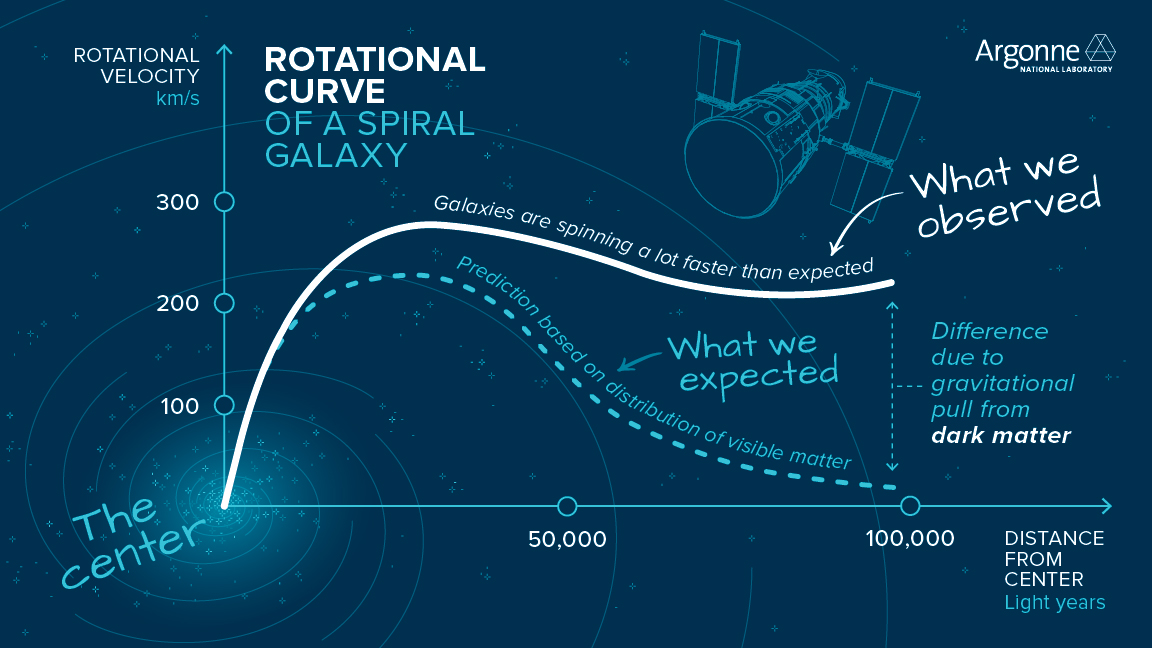 ROTATIONAL
VELOCITY
km/s
ROTATIONAL
CURVE
OF A SPIRAL
GALAXY
Argonne
NATIONAL LABORATORY
What we
observed
300
200
100
Galaxies are spinning a lot faster than expected
Prediction based on distribution of visible matter
What we
expected
Difference
due to
gravitational
pull from
dark matter
The
center
50,000
100,000
DISTANCE
FROM
CENTER
Light years